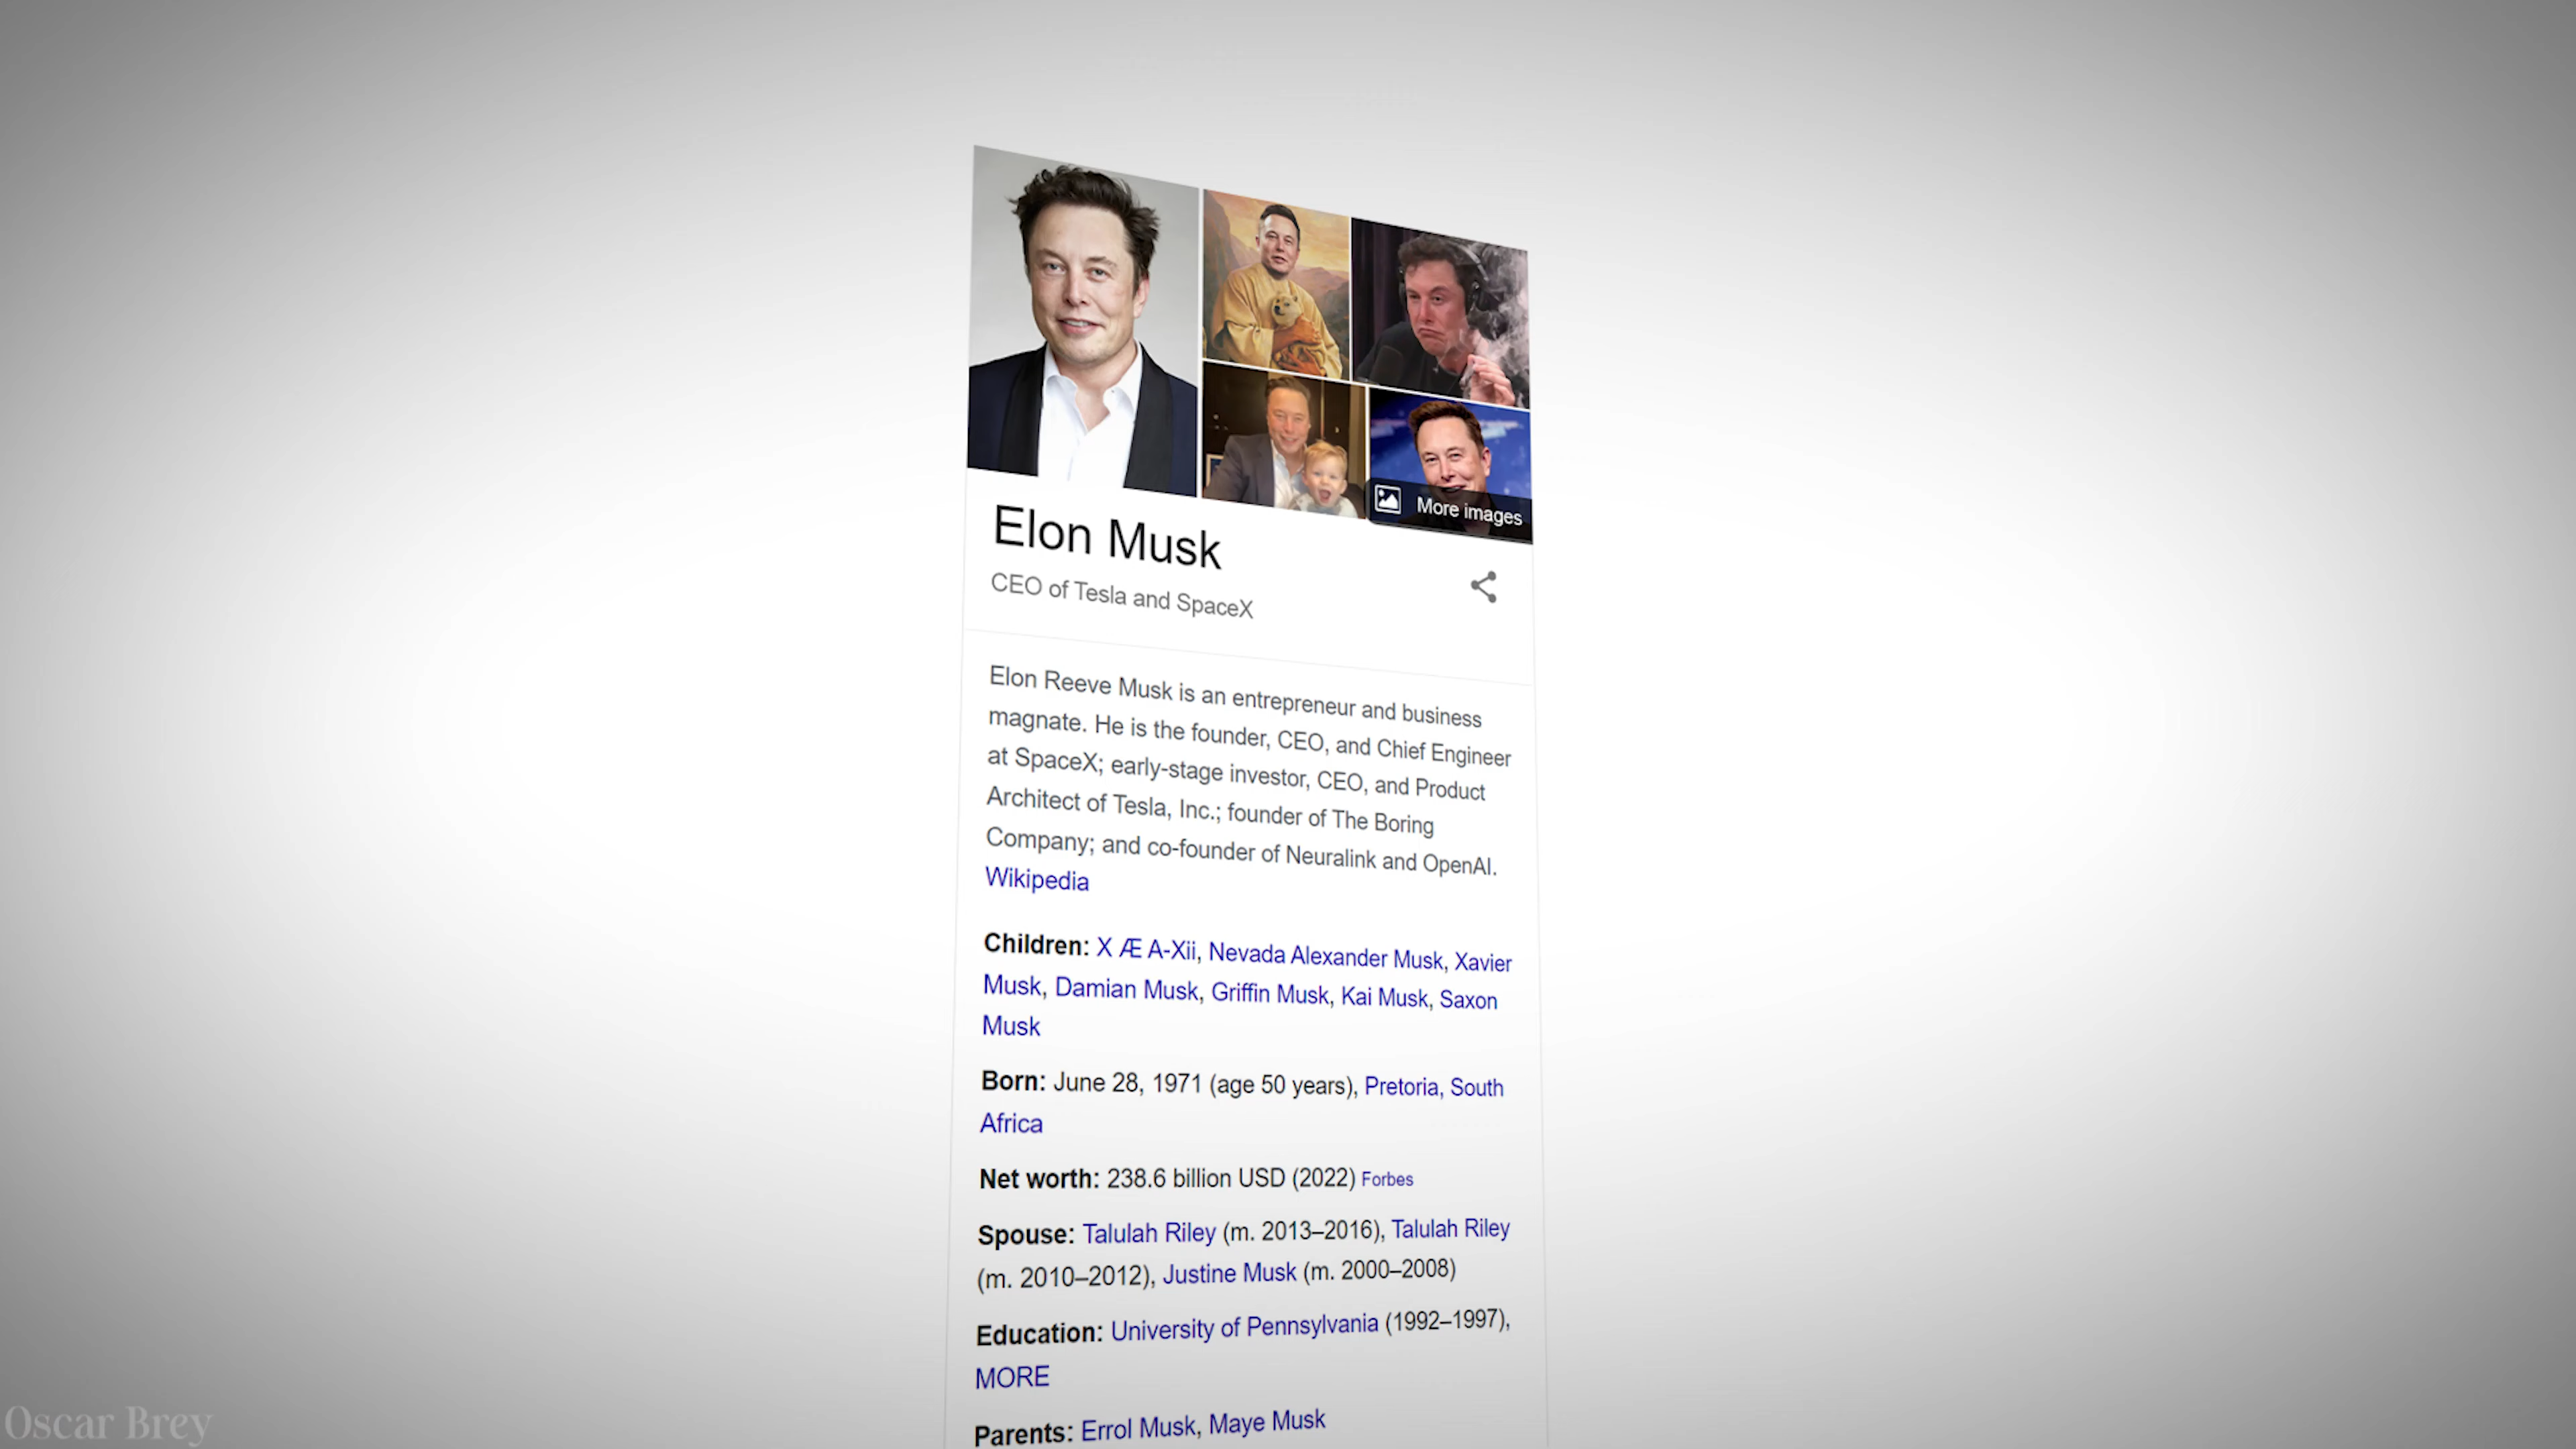 More images
Elon Musk
CEO of Tesla and SpaceX
Elon Reeve Musk is an entrepreneur and business
magnate. He is the founder, CEO, and Chief Engineer
at SpaceX; early-stage investor, CEO, and Product
Architect of Tesla, Inc.; founder of The Boring
Company; and co-founder of Neuralink and OpenAI.
Wikipedia
Children: X Æ A-Xii, Nevada Alexander Musk, Xavier
Musk, Damian Musk, Griffin Musk, Kai Musk, Saxon
Musk
Born: June 28, 1971 (age 50 years), Pretoria, South
Africa
Net worth: 238.6 billion USD (2022) Forbes
Spouse: Talulah Riley (m. 2013–2016), Talulah Riley
(m. 2010–2012), Justine Musk (m. 2000–2008)
Education: University of Pennsylvania (1992–1997),
MORE
Parents: Errol Musk, Maye Musk
Oscar Brey